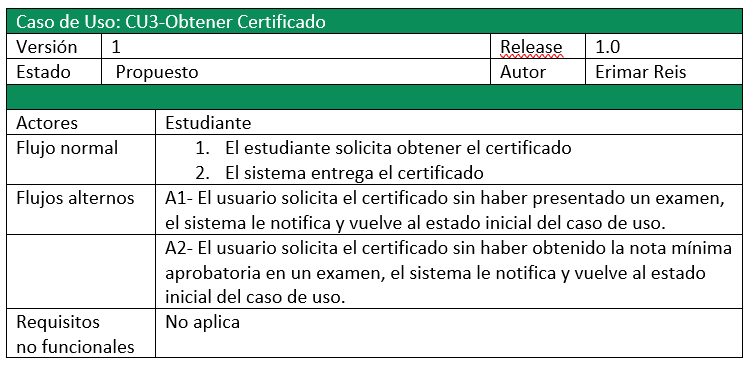 Caso de Uso: CU3-Obtener Certificado
Versión 1 Release 1.0
Estado Propuesto Autor Erimar Reis
Actores Estudiante
Flujo normal 1. El estudiante solicita obtener el certificado
2. El sistema entrega el certificado
Flujos alternos A1- El usuario solicita el certificado sin haber presentado un examen,
el sistema le notifica y vuelve al estado inicial del caso de uso.
A2- El usuario solicita el certificado sin haber obtenido la nota mínima
aprobatoria en un examen, el sistema le notifica y vuelve al estado
inicial del caso de uso.
Requisitos No aplica
no funcionales